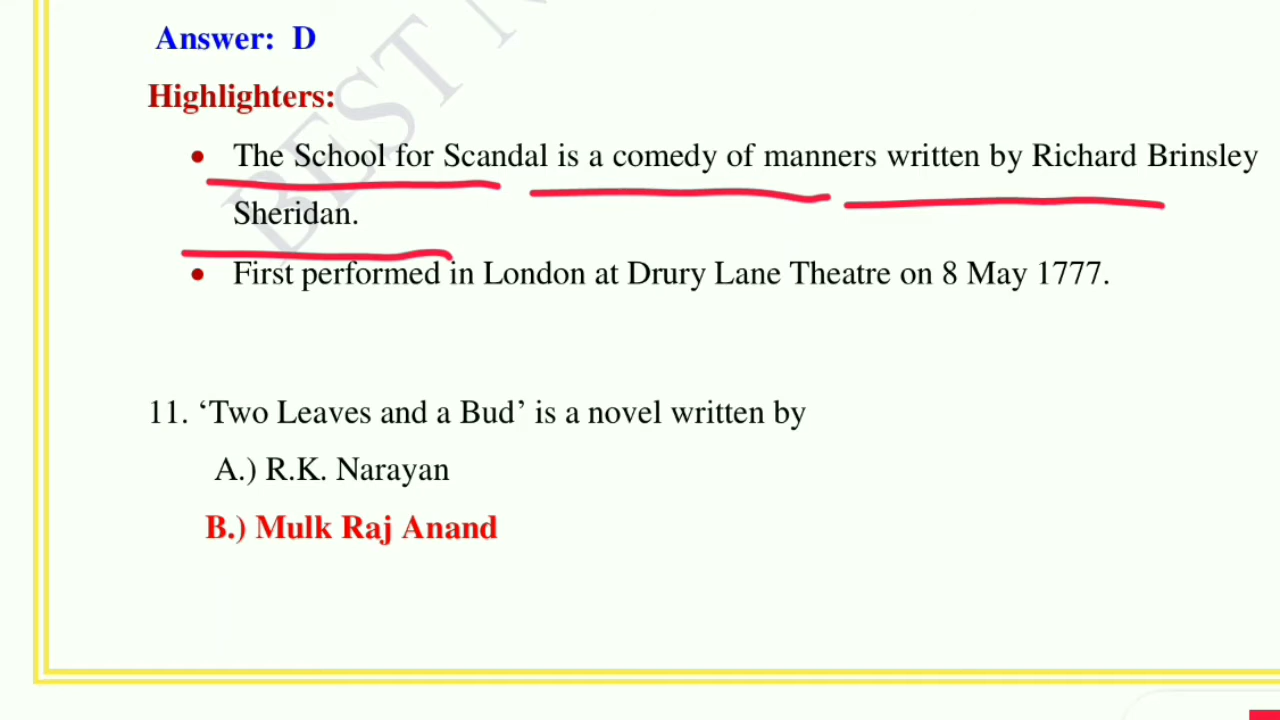 Answer: D
Highlighters:
• The School for Scandal is a comedy of manners written by Richard Brinsley
Sheridan.
• First performed in London at Drury Lane Theatre on 8 May 1777.
11. ‘Two Leaves and a Bud’ is a novel written by
A.) R.K. Narayan
B.) Mulk Raj Anand
BEST N